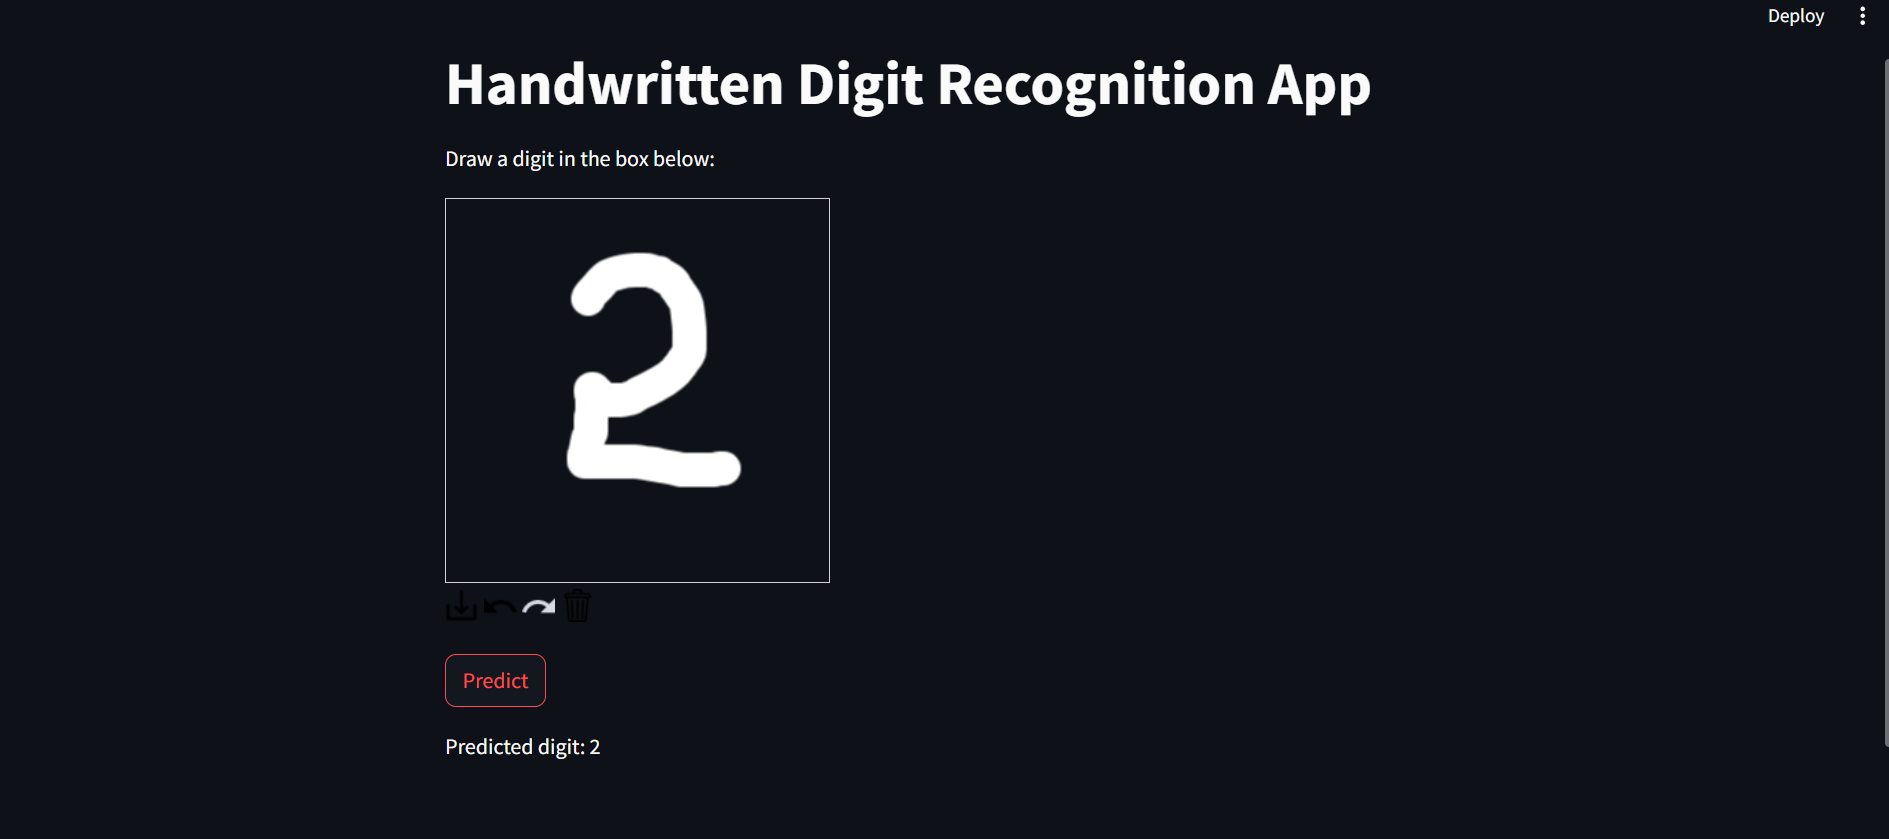 Deploy
Handwritten Digit Recognition App
Draw a digit in the box below:
2
Predict
Predicted digit: 2